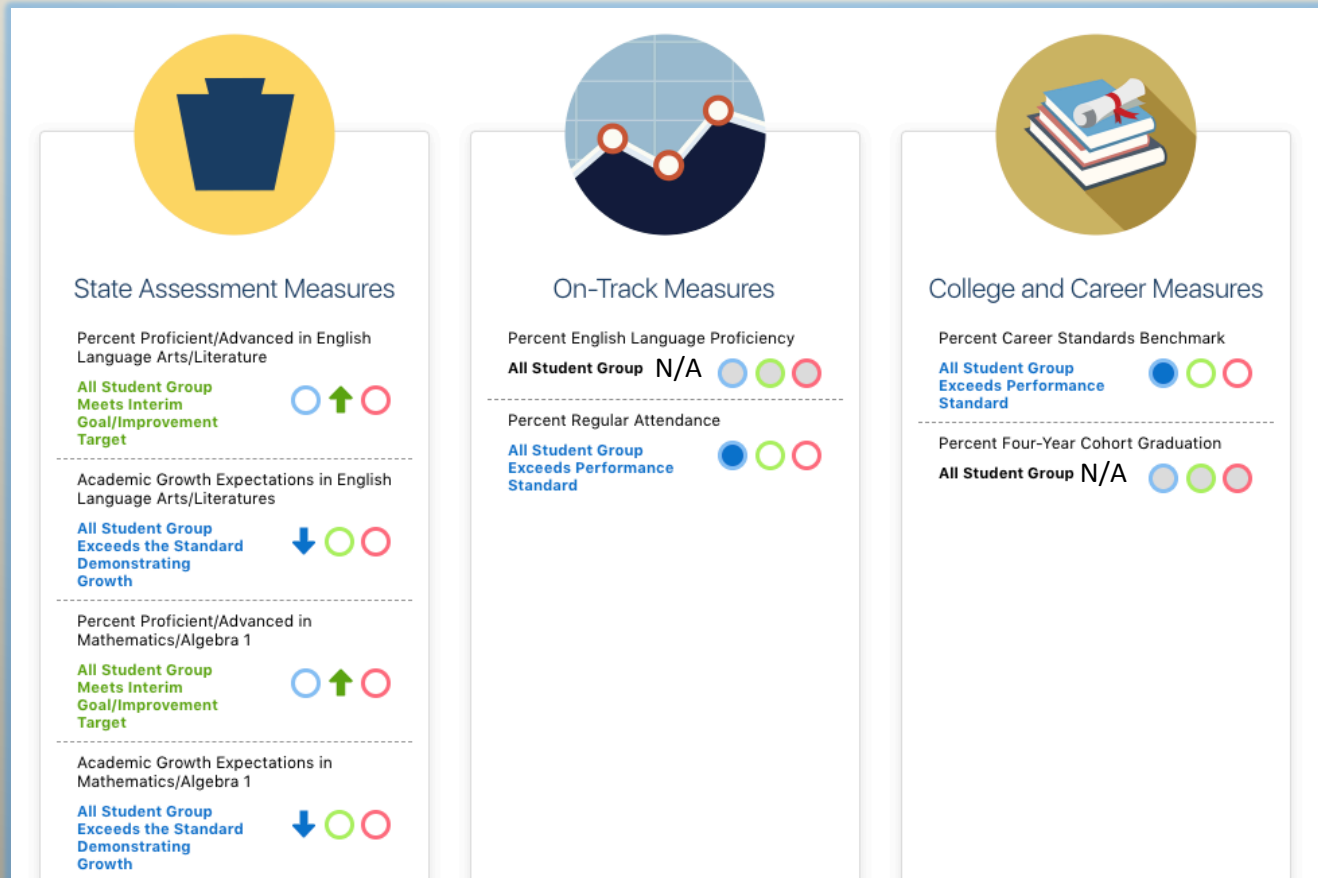 State Assessment Measures
Percent Proficient/Advanced in English
Language Arts/Literature
All Student Group
Meets Interim
Goal/Improvement
Target
Academic Growth Expectations in English
Language Arts/Literatures
All Student Group
Exceeds the Standard
Demonstrating
Growth
Percent Proficient/Advanced in
Mathematics/Algebra 1
All Student Group
Meets Interim
Goal/Improvement
Target
Academic Growth Expectations in
Mathematics/Algebra 1
All Student Group
Exceeds the Standard
Demonstrating
Growth
On-Track Measures
Percent English Language Proficiency
All Student Group N/A
Percent Regular Attendance
All Student Group
Exceeds Performance
Standard
College and Career Measures
Percent Career Standards Benchmark
All Student Group
Exceeds Performance
Standard
Percent Four-Year Cohort Graduation
All Student Group N/A